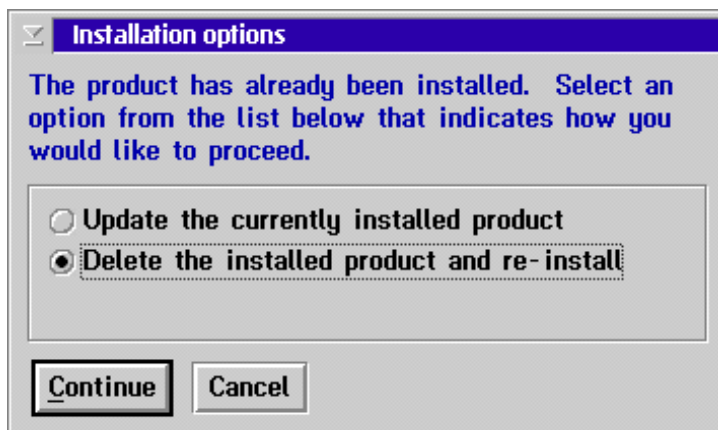 Installation options
The product has already been installed.  Select an
option from the list below that indicates how you
would like to proceed.
Update the currently installed product
Delete the installed product and re-install
Continue
Cancel